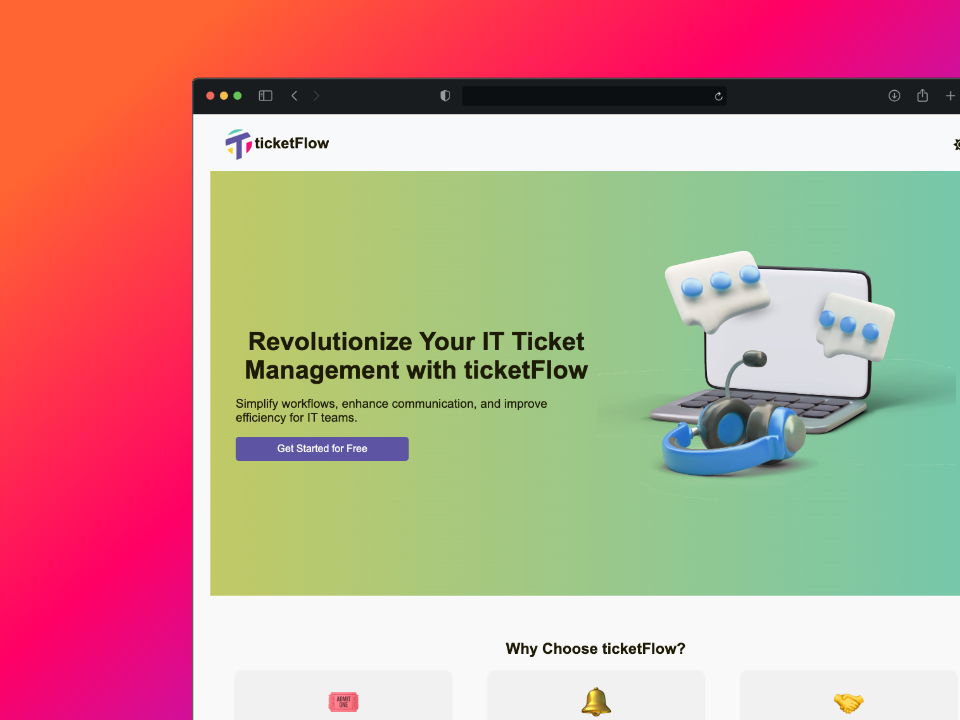 ticketFlow
Revolutionize Your IT Ticket
Management with ticketFlow
Simplify workflows, enhance communication, and improve
efficiency for IT teams.
Get Started for Free
Why Choose ticketFlow?
ADMIT
ONE